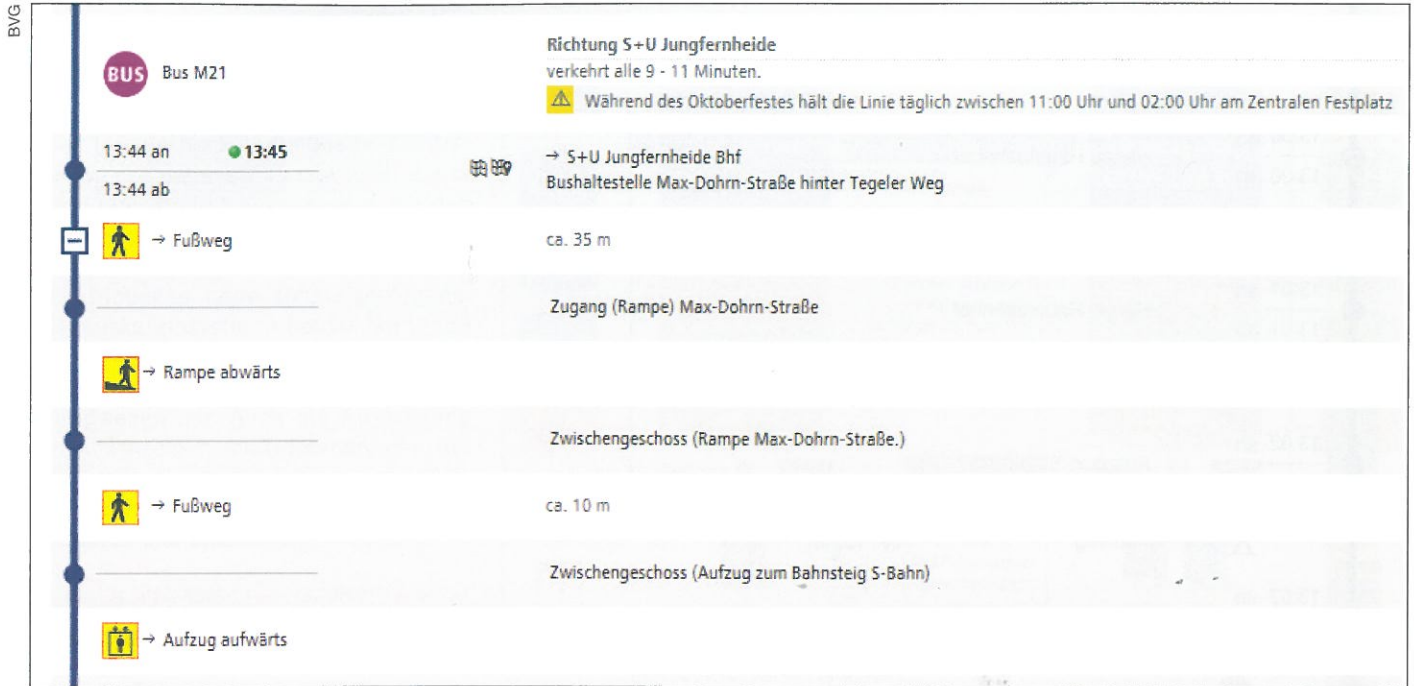 BVG
Richtung S+U Jungfernheide
BUS Bus M21 verkehrt alle 9 - 11 Minuten.
Während des Oktoberfestes hält die Linie täglich zwischen 11:00 Uhr und 02:00 Uhr am Zentralen Festplatz
13:44 an 13:45 → S+U Jungfernheide Bhf
13:44 ab Bushaltestelle Max-Dohrn-Straße hinter Tegeler Weg
→ Fußweg ca. 35 m
Zugang (Rampe) Max-Dohrn-Straße
→ Rampe abwärts
Zwischengeschoss (Rampe Max-Dohrn-Straße.)
→ Fußweg ca. 10 m
Zwischengeschoss (Aufzug zum Bahnsteig S-Bahn)
→ Aufzug aufwärts